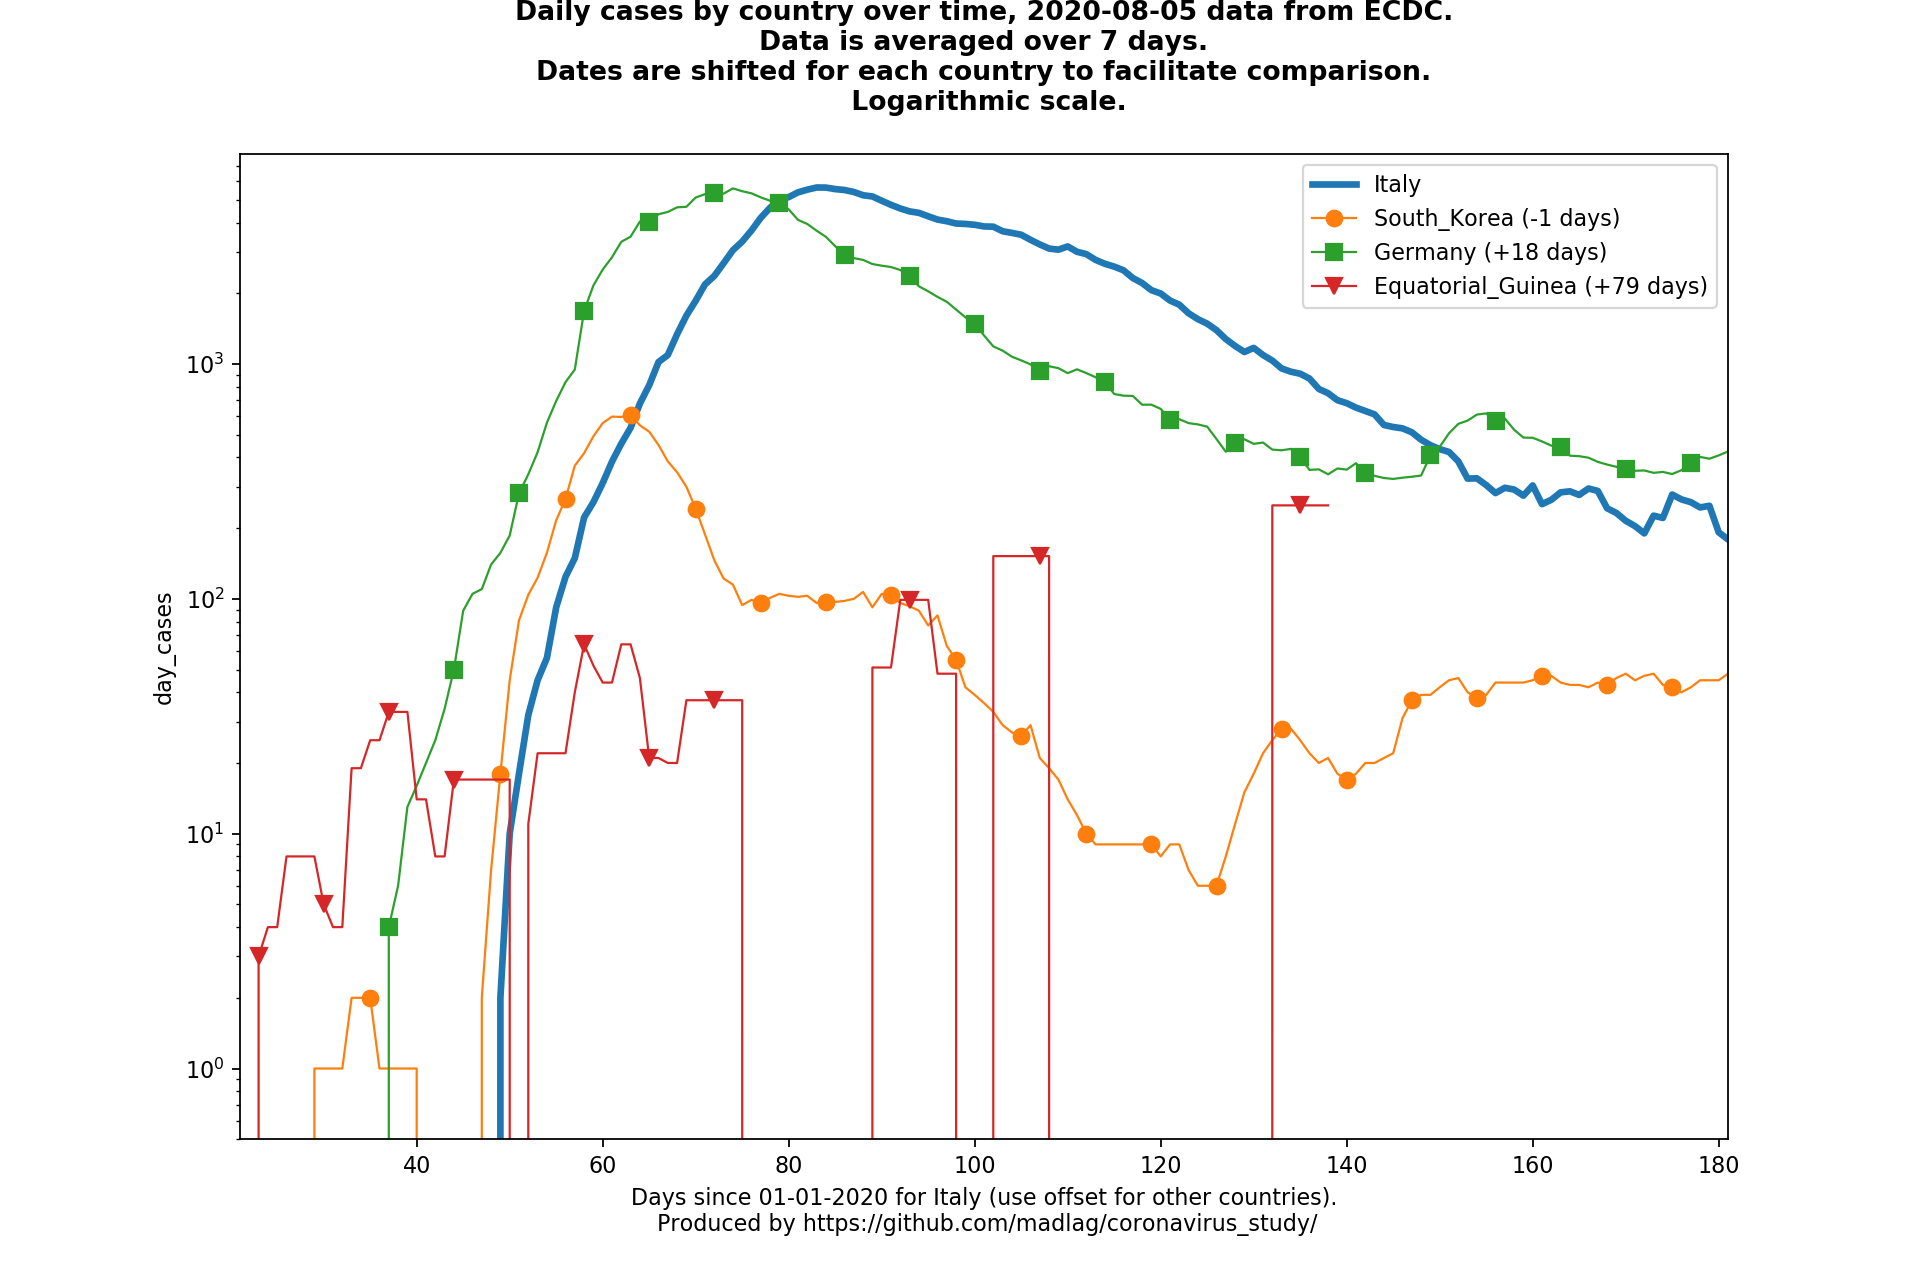 Daily cases by country over time, 2020-08-05 data from ECDC.
Data is averaged over 7 days.
Dates are shifted for each country to facilitate comparison.
Logarithmic scale.
Italy
South_Korea (-1 days)
Germany (+18 days)
Equatorial_Guinea (+79 days)
10³
10²
10¹
10⁰
day_cases
40 60 80 100 120 140 160 180
Days since 01-01-2020 for Italy (use offset for other countries).
Produced by https://github.com/madlag/coronavirus_study/